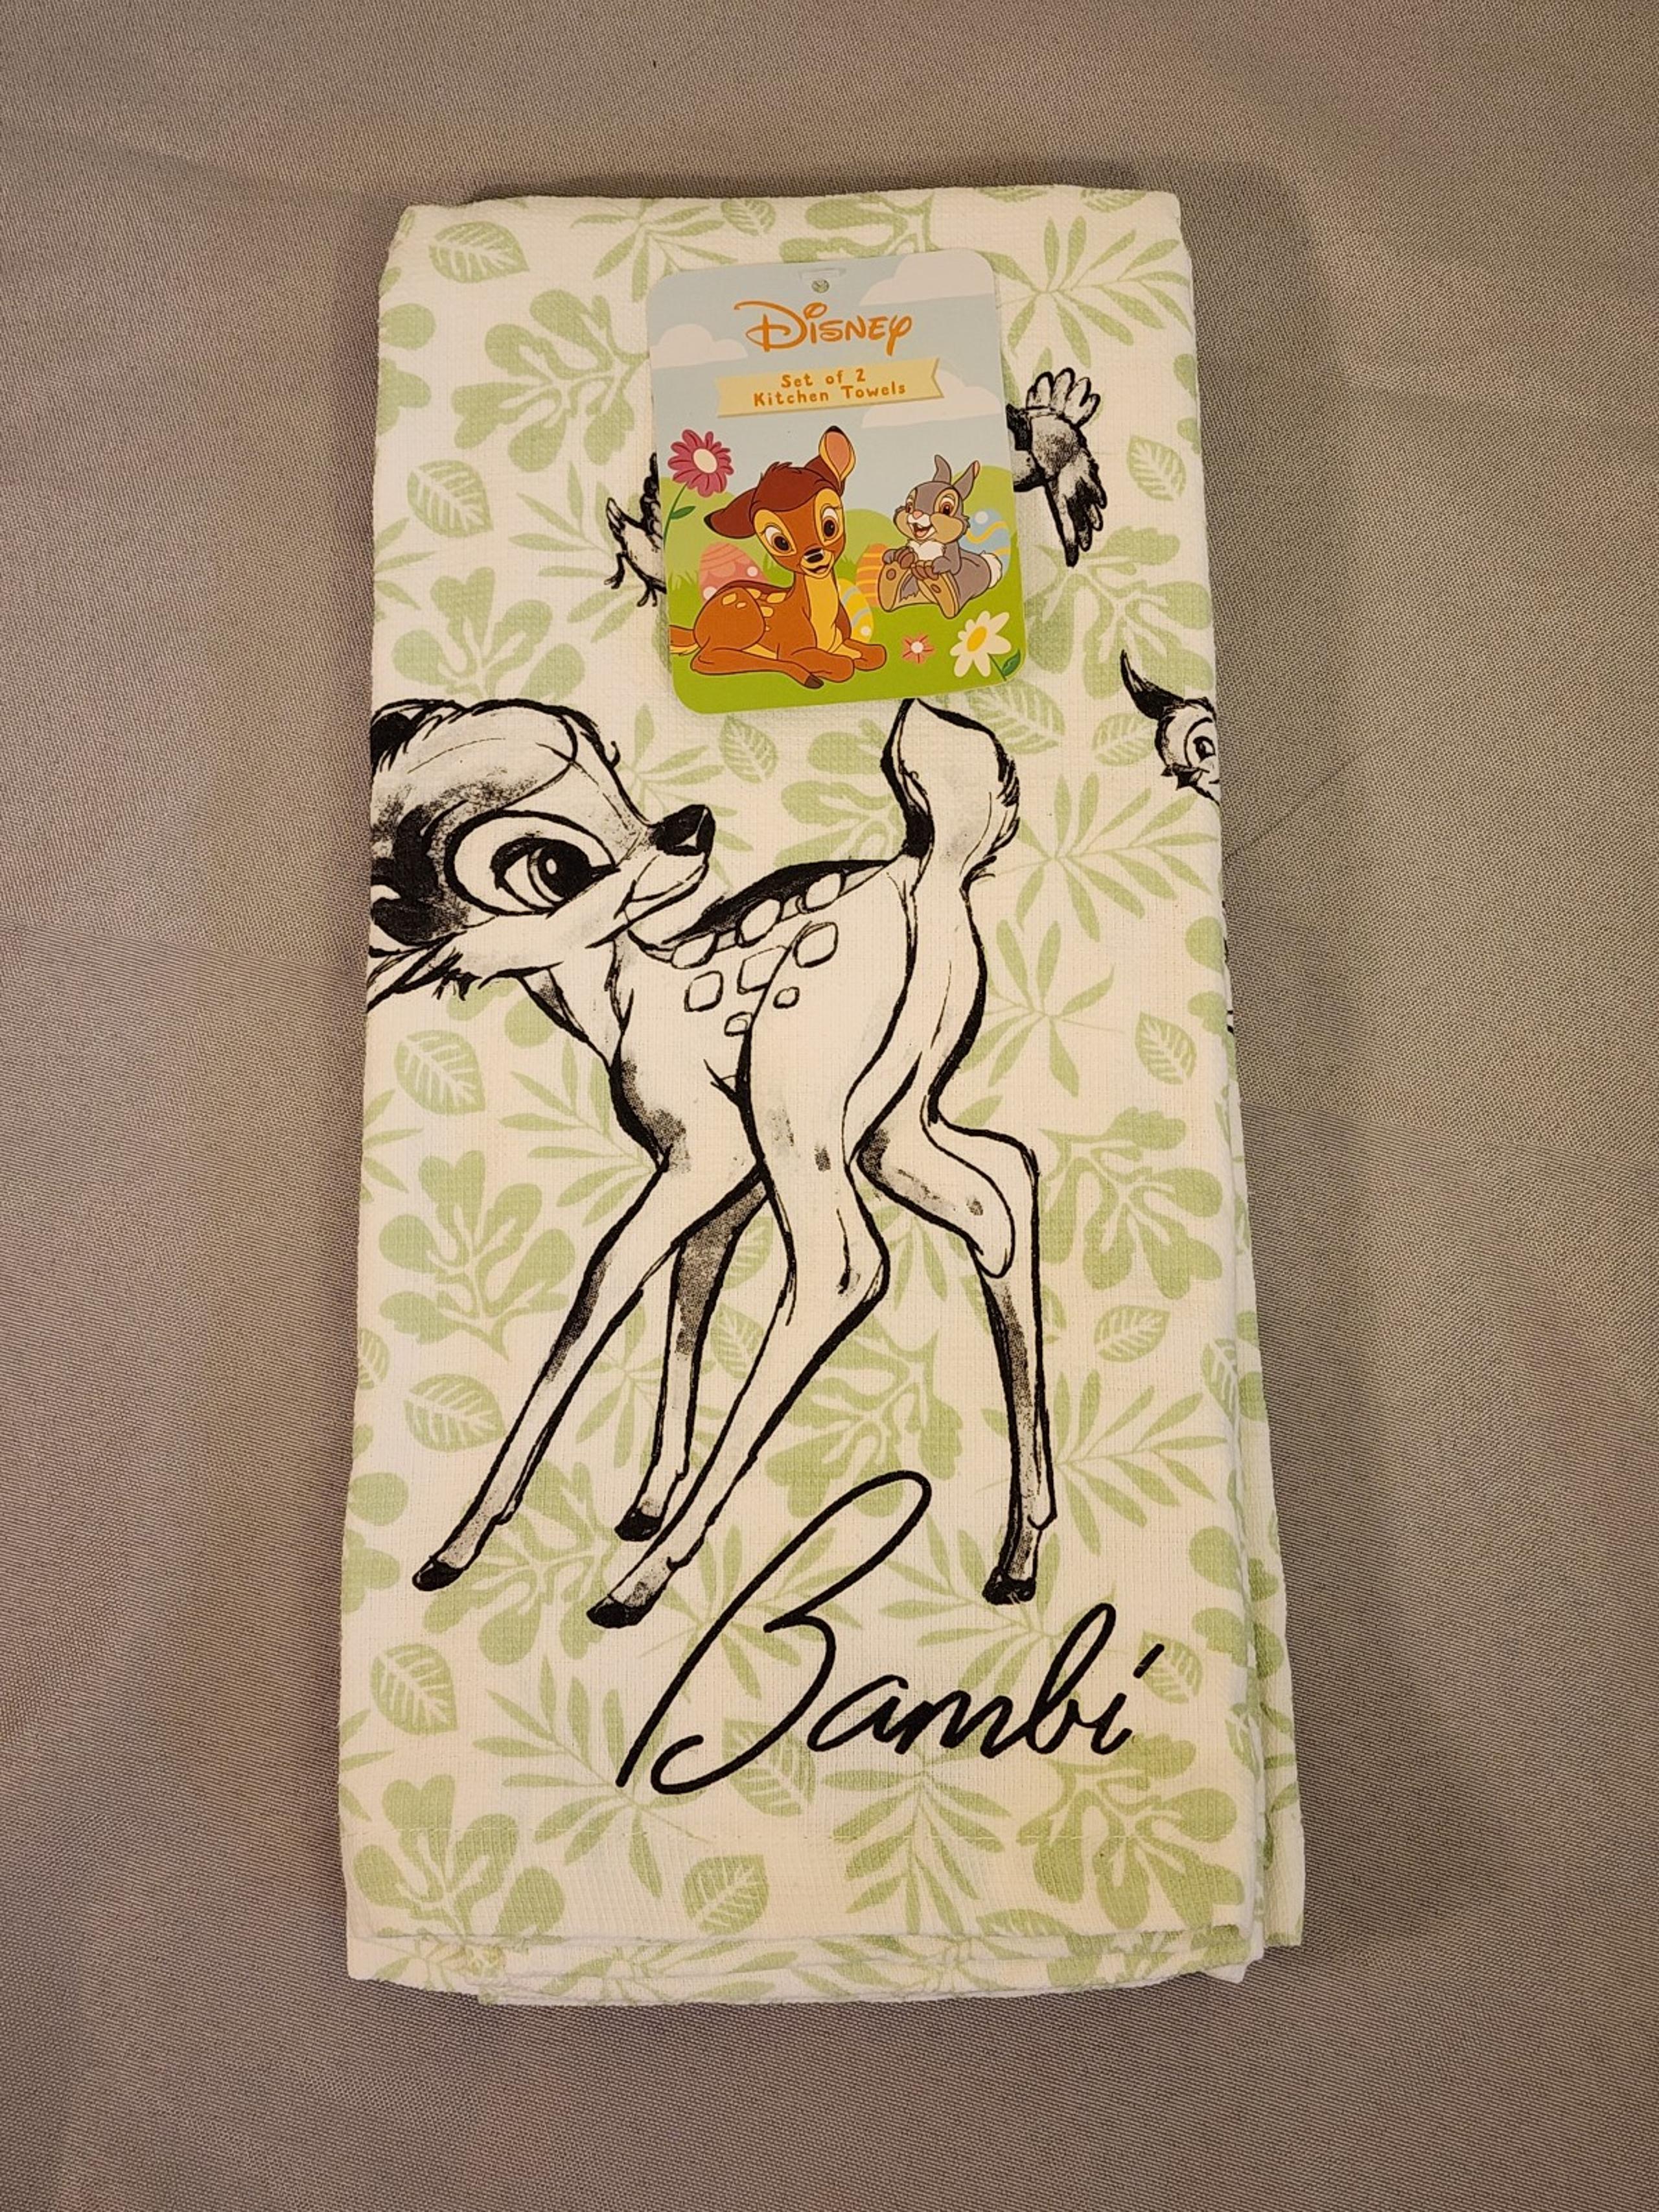 Disney
Set of 2
Kitchen Towels
Bambi